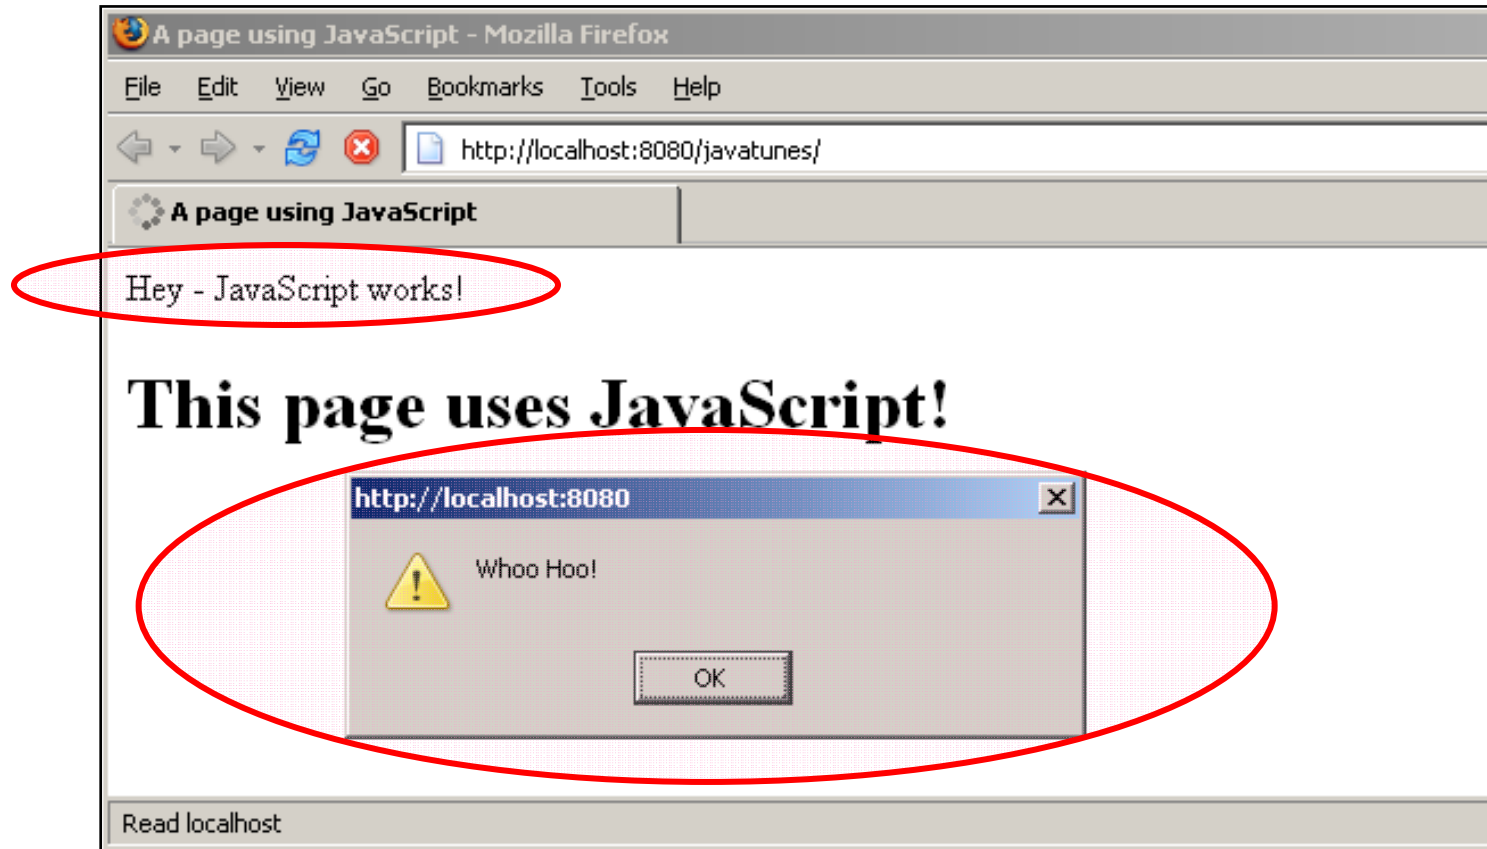 A page using JavaScript - Mozilla Firefox
File Edit View Go Bookmarks Tools Help
http://localhost:8080/javatunes/
A page using JavaScript
Hey - JavaScript works!
This page uses JavaScript!
http://localhost:8080
Whoo Hoo!
OK
Read localhost